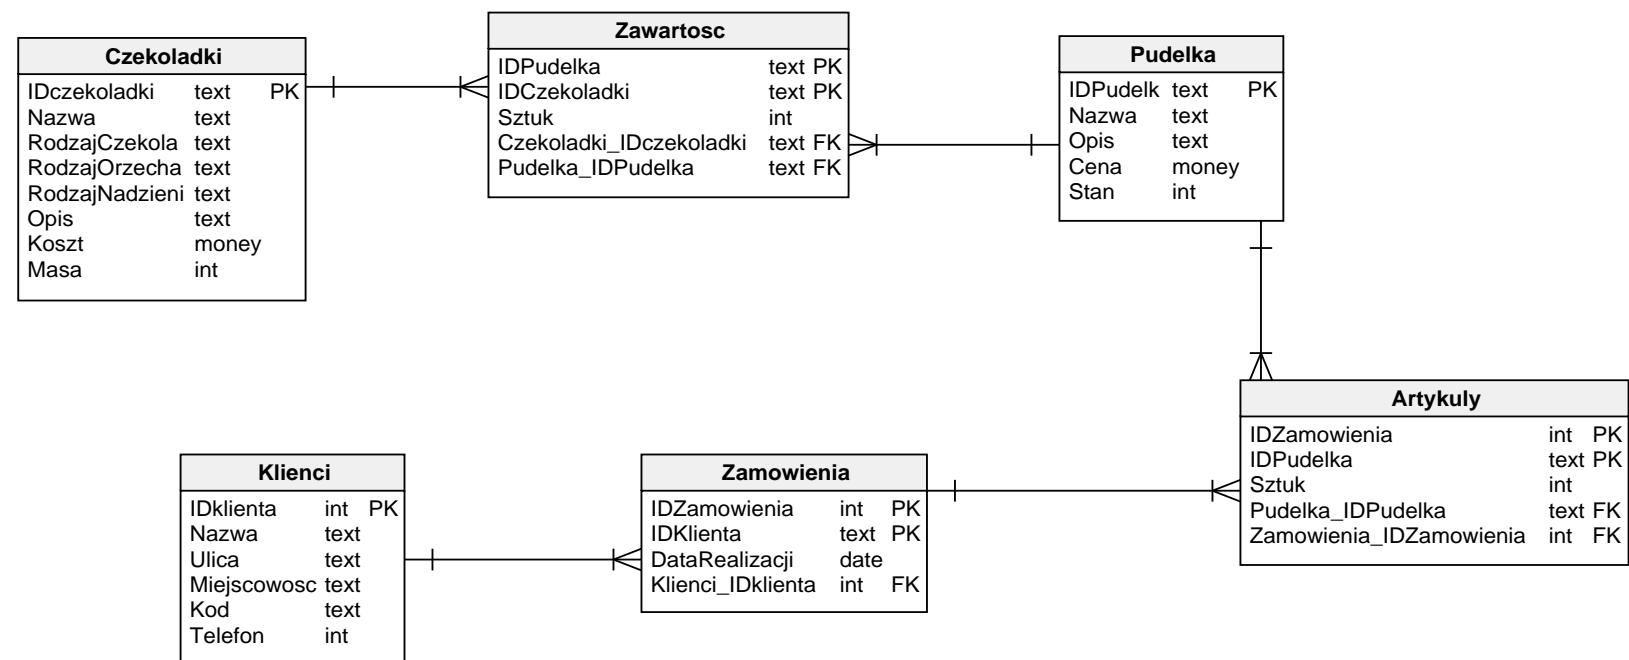 Czekoladki
IDczekoladki text PK
Nazwa text
RodzajCzekola text
RodzajOrzecha text
RodzajNadzieni text
Opis text
Koszt money
Masa int
Zawartosc
IDPudelka text PK
IDCzekoladki text PK
Sztuk int
Czekoladki_IDczekoladki text FK
Pudelka_IDPudelka text FK
Pudelka
IDPudelk text PK
Nazwa text
Opis text
Cena money
Stan int
Klienci
IDklienta int PK
Nazwa text
Ulica text
Miejscowosc text
Kod text
Telefon int
Zamowienia
IDZamowienia int PK
IDKlienta text PK
DataRealizacji date
Klienci_IDklienta int FK
Artykuly
IDZamowienia int PK
IDPudelka text PK
Sztuk int
Pudelka_IDPudelka text FK
Zamowienia_IDZamowienia int FK